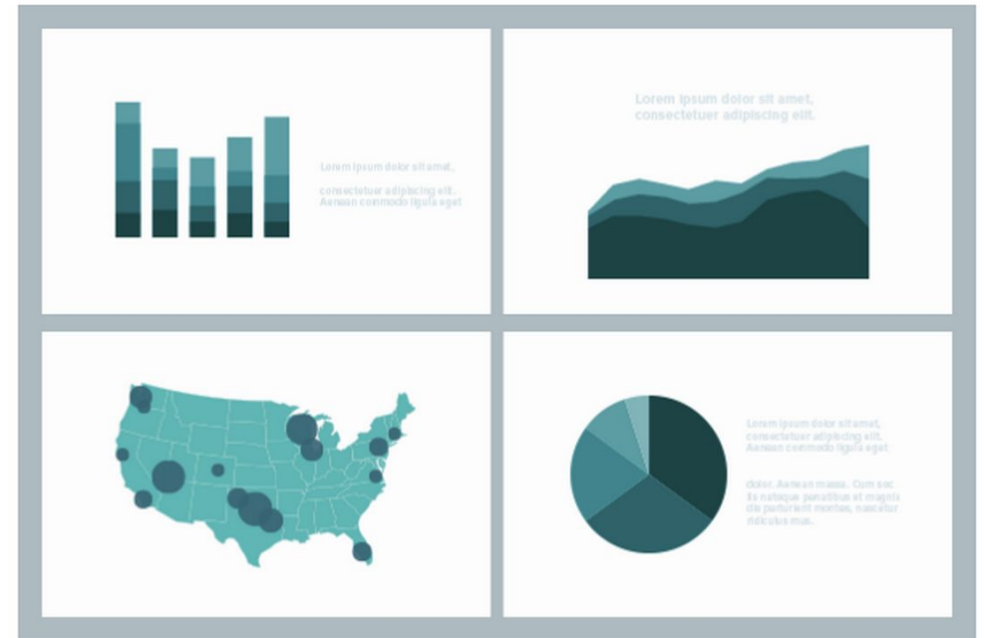 Lorem ipsum dolor sit amet,
consectetuer adipiscing elit.
Aenean commodo ligula eget
Lorem ipsum dolor sit amet,
consectetuer adipiscing elit.
Lorem ipsum dolor sit amet,
consectetuer adipiscing elit.
Aenean commodo ligula eget
dolor. Aenean massa. Cum soc
iis natoque penatibus et magnis
dis parturient montes, nascetur
ridiculus mus.